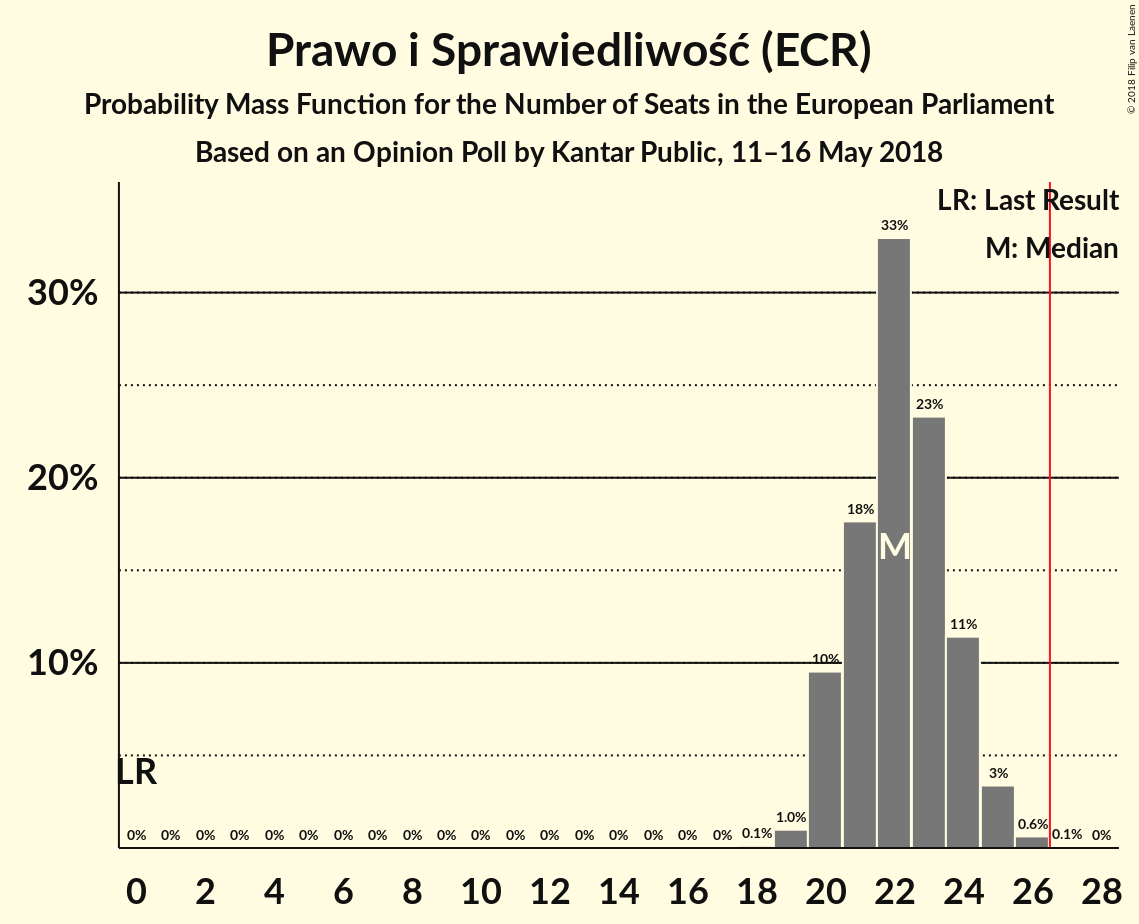 Prawo i Sprawiedliwość (ECR)
Probability Mass Function for the Number of Seats in the European Parliament
Based on an Opinion Poll by Kantar Public, 11–16 May 2018
© 2018 Filip van Laenen
LR: Last Result
M: Median
30%
20%
10%
33%
23%
18%
M
11%
10%
3%
LR
0% 0% 0% 0% 0% 0% 0% 0% 0% 0% 0% 0% 0% 0% 0% 0% 0% 0% 0.1% 1.0% 0.6% 0.1% 0%
0 2 4 6 8 10 12 14 16 18 20 22 24 26 28